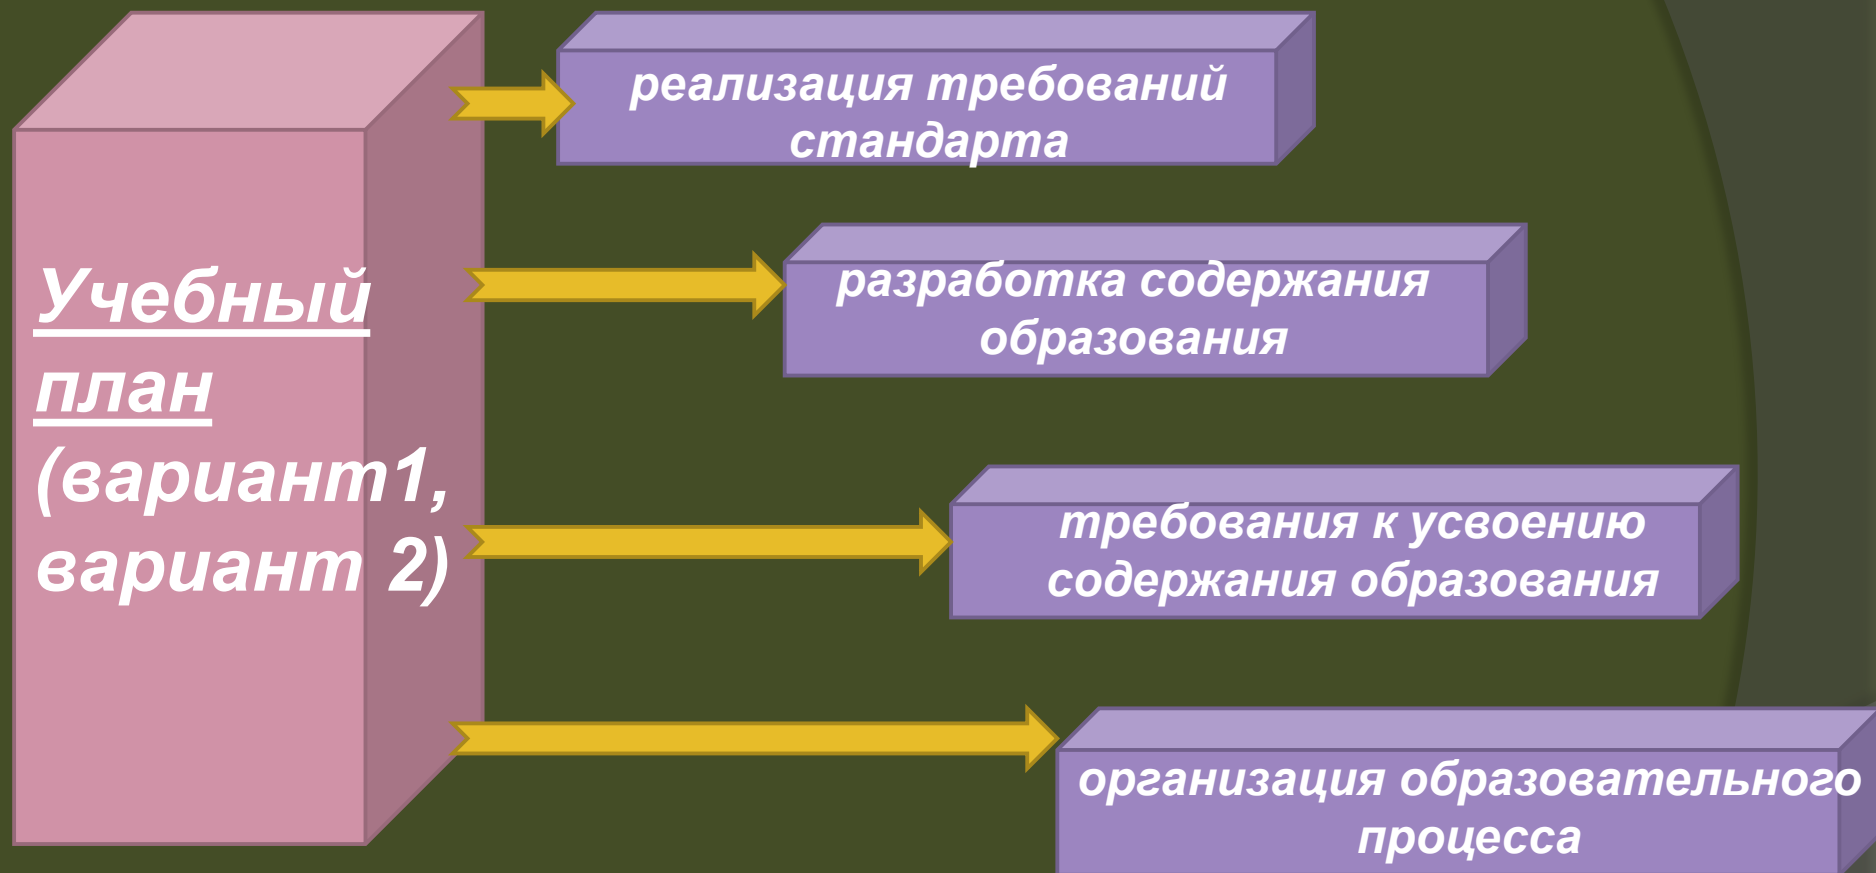 реализация требований
стандарта
разработка содержания
образования
Учебный
план
(вариант1,
вариант 2)
требования к усвоению
содержания образования
организация образовательного
процесса